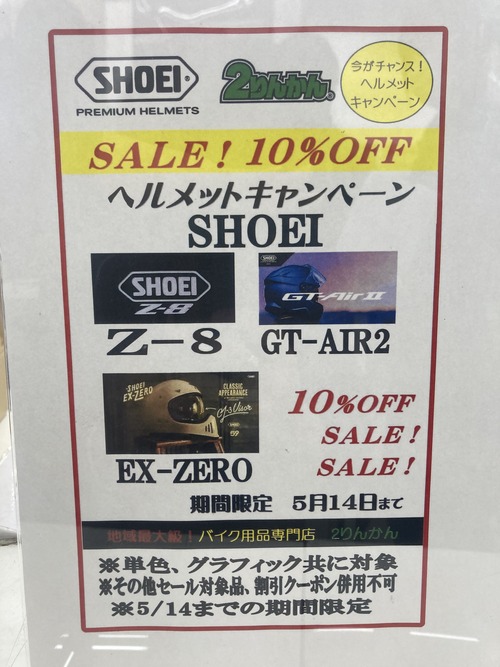 SHOEI
PREMIUM HELMETS
2りんかん
今がチャンス!
ヘルメット
キャンペーン
SALE! 10%OFF
ヘルメットキャンペーン
SHOEI
SHOEI
Z-8
GT-Air II
Z-8
GT-AIR2
SHOEI
EX-ZERO
CLASSIC
APPEARANCE
EX-ZERO
10%OFF
SALE!
SALE!
期間限定 5月14日まで
地域最大級!バイク用品専門店 2りんかん
※単色、グラフィック共に対象
※その他セール対象品、割引クーポン併用不可
※5/14までの期間限定